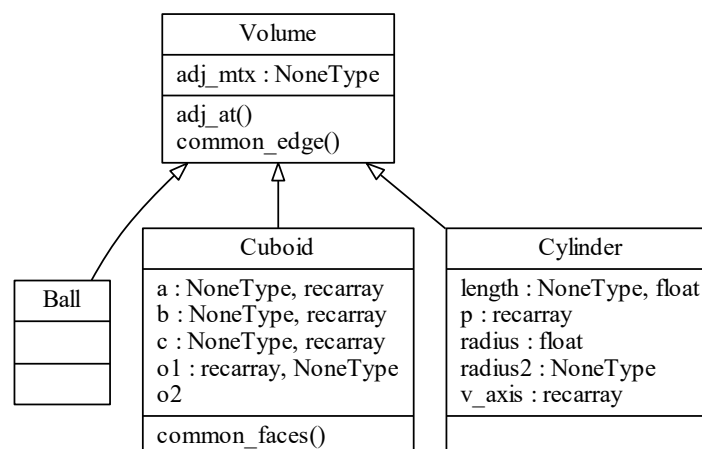 Volume
adj_mtx : NoneType
adj_at()
common_edge()
Ball
Cuboid
a : NoneType, recarray
b : NoneType, recarray
c : NoneType, recarray
o1 : recarray, NoneType
o2
common_faces()
Cylinder
length : NoneType, float
p : recarray
radius : float
radius2 : NoneType
v_axis : recarray